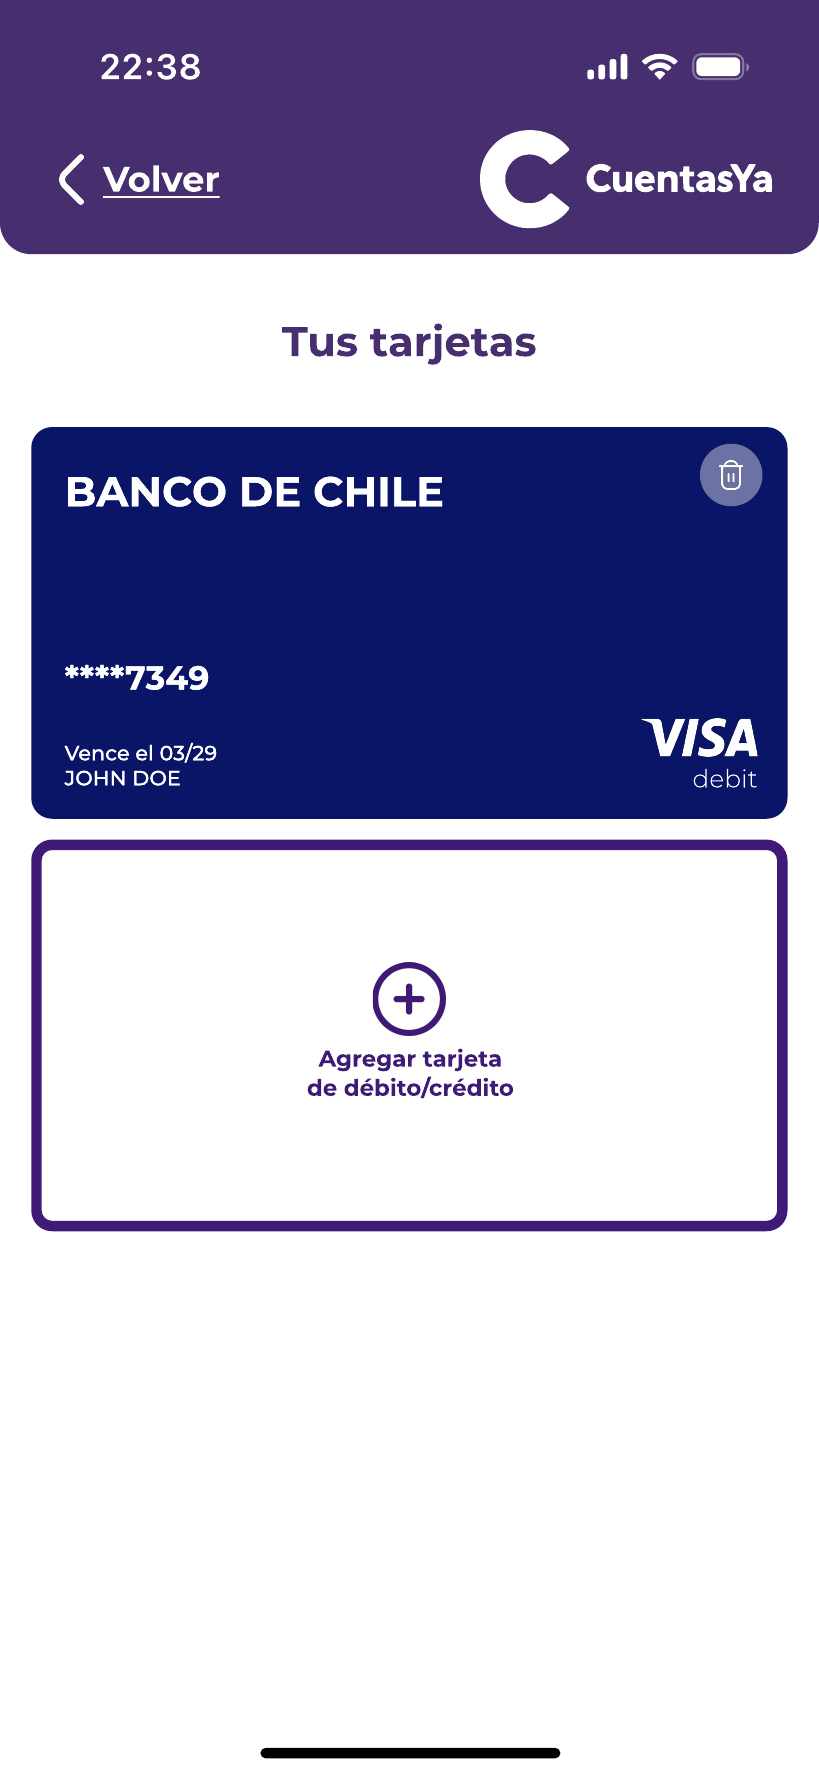 22:38
Volver
CuentasYa
Tus tarjetas
BANCO DE CHILE
****7349
Vence el 03/29
JOHN DOE
VISA
debit
Agregar tarjeta
de débito/crédito